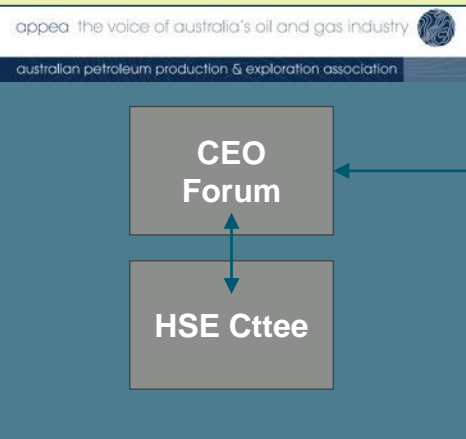 appea the voice of australia's oil and gas industry
australian petroleum production & exploration association
CEO
Forum
HSE Cttee